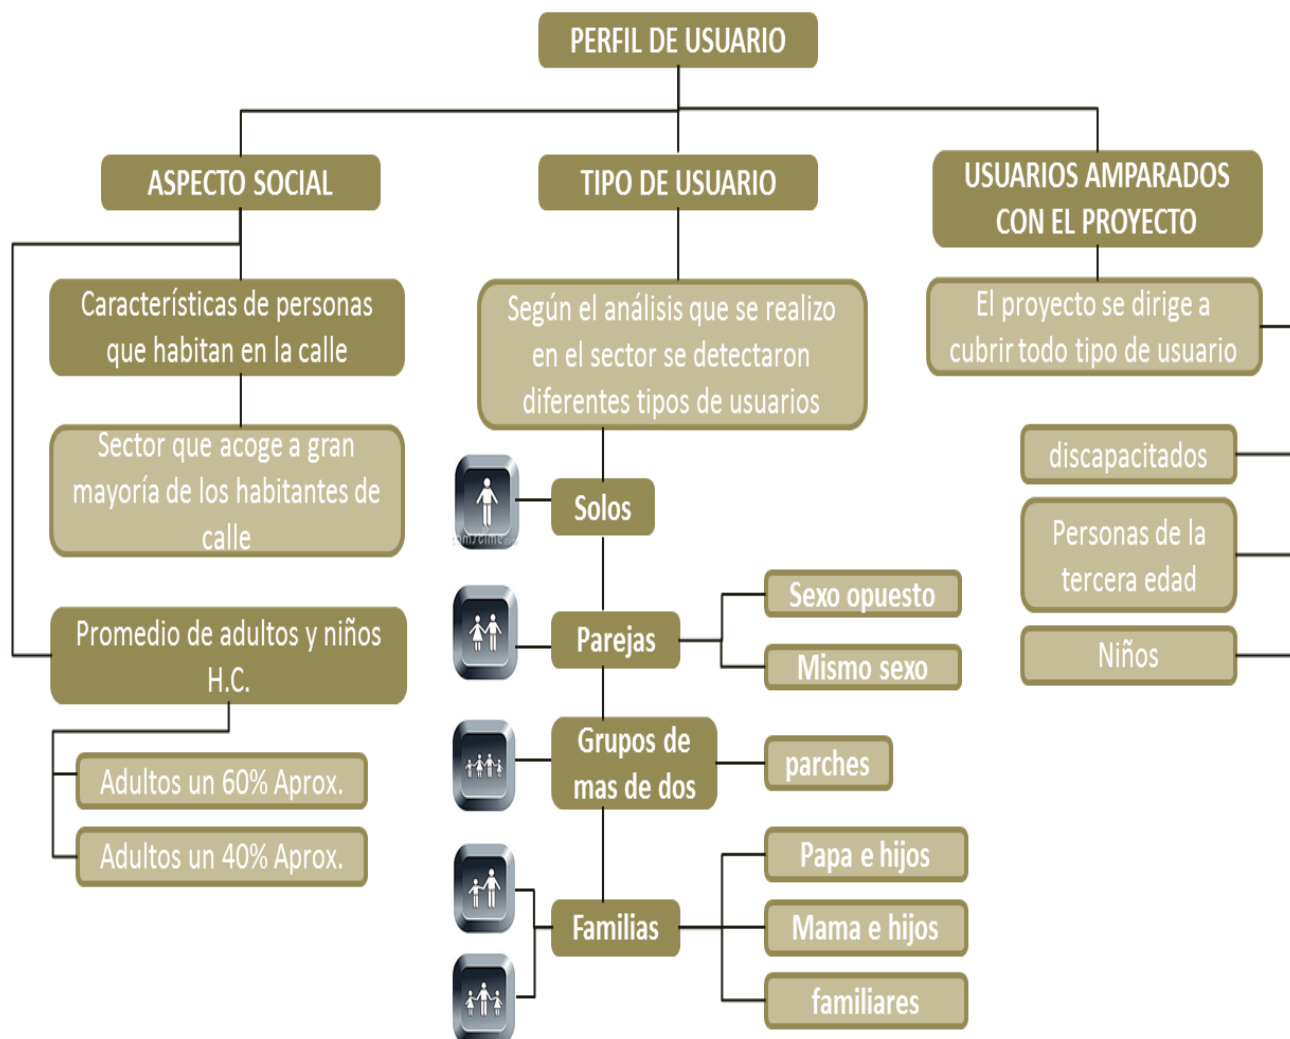 PERFIL DE USUARIO
ASPECTO SOCIAL
Características de personas
que habitan en la calle
Sector que acoge a gran
mayoría de los habitantes de
calle
Promedio de adultos y niños
H.C.
Adultos un 60% Aprox.
Adultos un 40% Aprox.
TIPO DE USUARIO
Según el análisis que se realizo
en el sector se detectaron
diferentes tipos de usuarios
Solos
Parejas
Sexo opuesto
Mismo sexo
Grupos de
mas de dos
parches
Familias
Papa e hijos
Mama e hijos
familiares
USUARIOS AMPARADOS
CON EL PROYECTO
El proyecto se dirige a
cubrir todo tipo de usuario
discapacitados
Personas de la
tercera edad
Niños